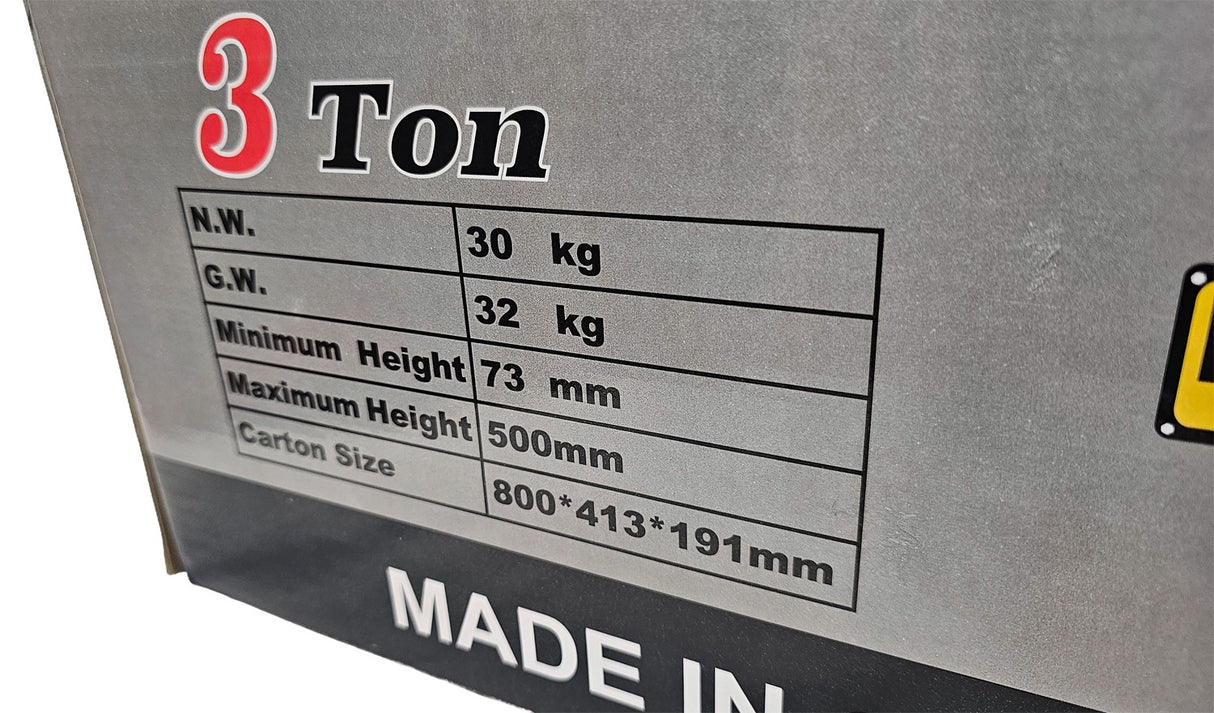 3 Ton
N.W. 30 kg
G.W. 32 kg
Minimum Height 73 mm
Maximum Height 500mm
Carton Size 800*413*191mm
MADE IN